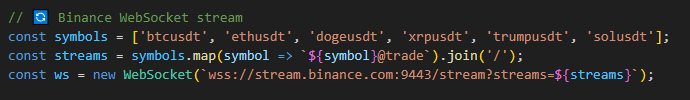 // 🔄 Binance WebSocket stream
const symbols = ['btcusdt', 'ethusdt', 'dogeusdt', 'xrpusdt', 'trumpusdt', 'solusdt'];
const streams = symbols.map(symbol => `${symbol}@trade`).join('/');
const ws = new WebSocket(`wss://stream.binance.com:9443/stream?streams=${streams}`);